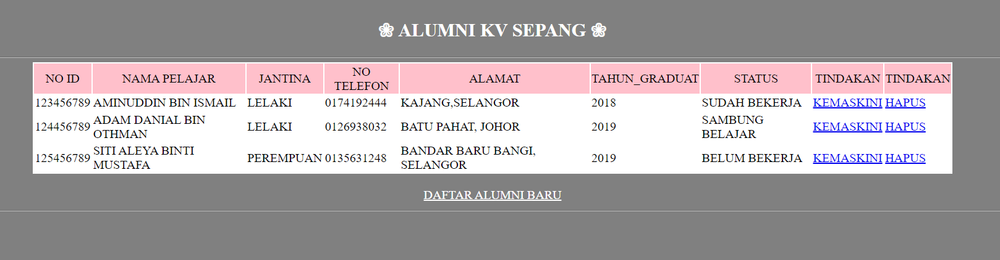 ❀ ALUMNI KV SEPANG ❀
NO ID NAMA PELAJAR JANTINA NO TELEFON ALAMAT TAHUN_GRADUAT STATUS TINDAKAN TINDAKAN
123456789 AMINUDDIN BIN ISMAIL LELAKI 0174192444 KAJANG,SELANGOR 2018 SUDAH BEKERJA KEMASKINI HAPUS
124456789 ADAM DANIAL BIN OTHMAN LELAKI 0126938032 BATU PAHAT, JOHOR 2019 SAMBUNG BELAJAR KEMASKINI HAPUS
125456789 SITI ALEYA BINTI MUSTAFA PEREMPUAN 0135631248 BANDAR BARU BANGI, SELANGOR 2019 BELUM BEKERJA KEMASKINI HAPUS
DAFTAR ALUMNI BARU